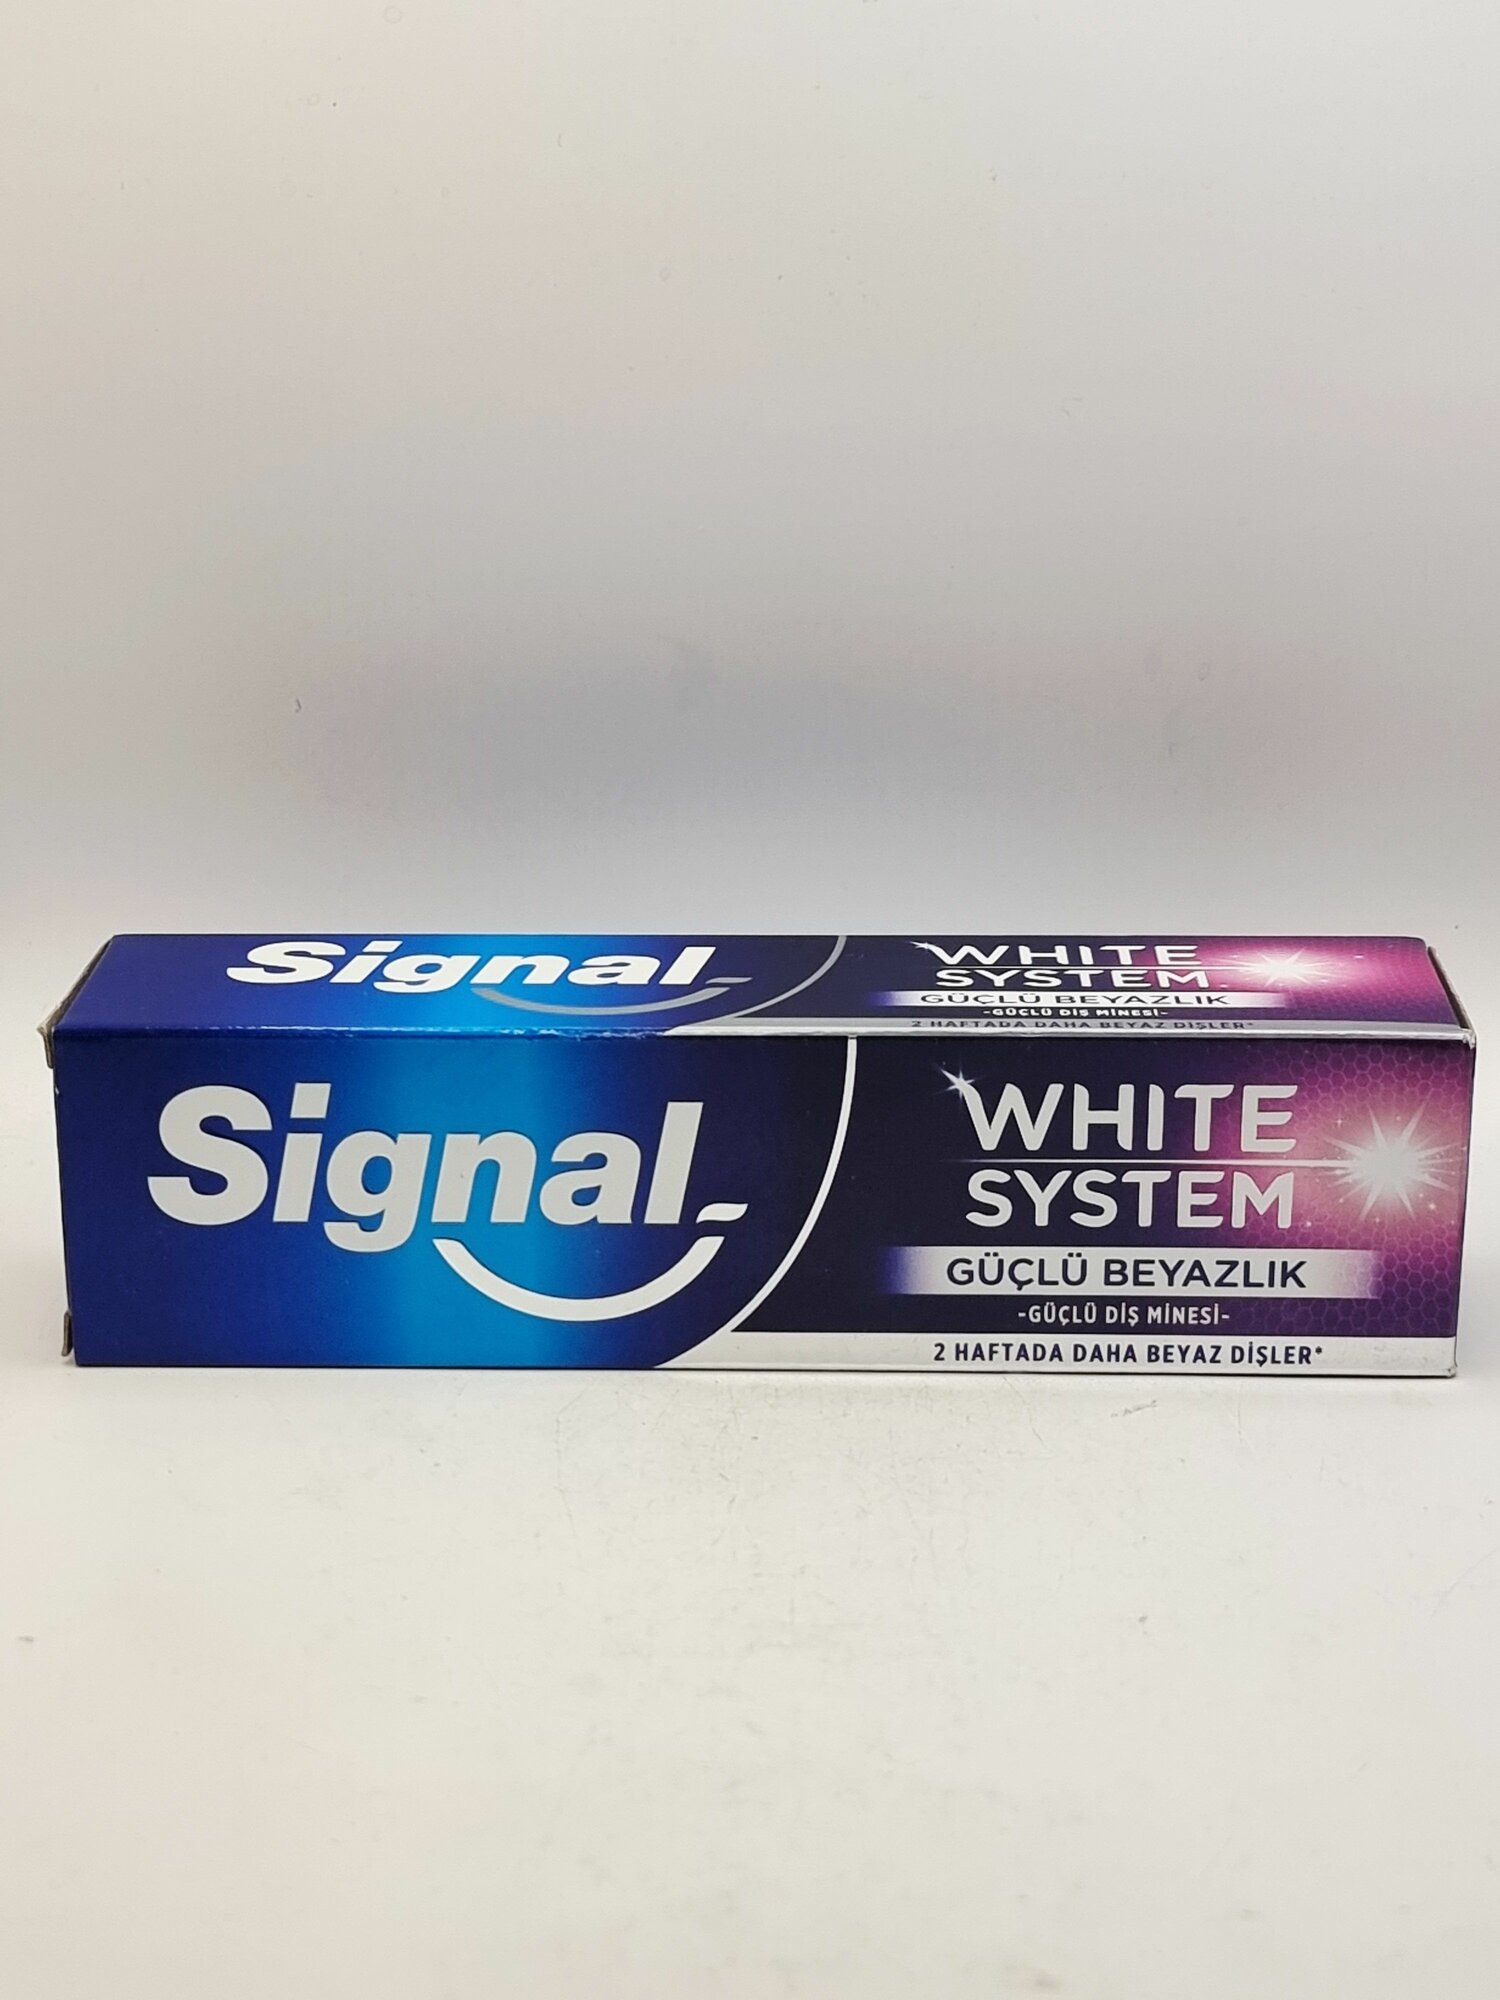 Signal
WHITE
SYSTEM
GÜÇLÜ BEYAZLIK
-GÜÇLÜ DİŞ MİNESİ-
2 HAFTADA DAHA BEYAZ DİŞLER*
Signal
WHITE
SYSTEM
GÜÇLÜ BEYAZLIK
-GÜÇLÜ DİŞ MİNESİ-
2 HAFTADA DAHA BEYAZ DİŞLER*